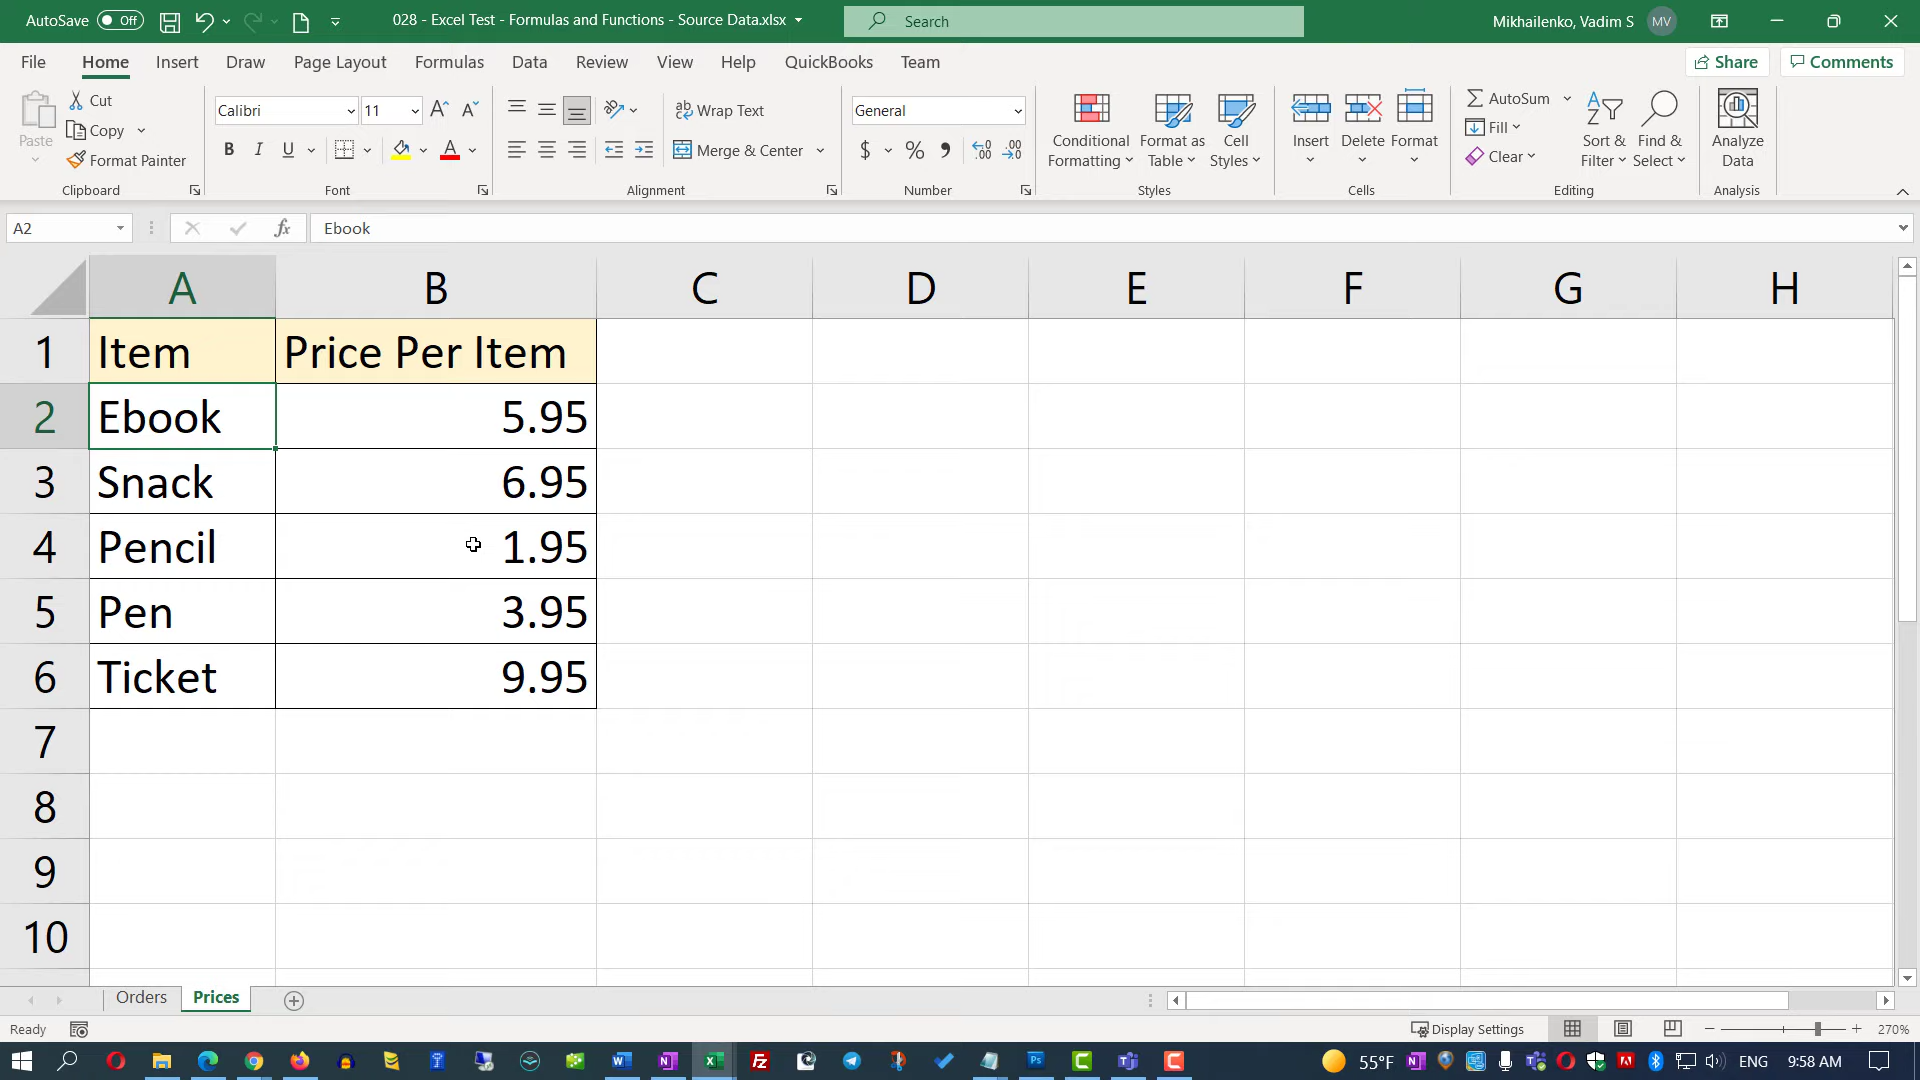 AutoSave Off 028 - Excel Test - Formulas and Functions - Source Data.xlsx Search Mikhailenko, Vadim S MV
File Home Insert Draw Page Layout Formulas Data Review View Help QuickBooks Team Share Comments
Paste Cut Copy Format Painter
Calibri 11
B I U A
ab Wrap Text
Merge & Center
General
$ % 9
Conditional Formatting
Format as Table
Cell Styles
Insert Delete Format
AutoSum
Fill
Clear
Sort & Filter
Find & Select
Analyze Data
Clipboard Font Alignment Number Styles Cells Editing Analysis
A2 fx Ebook
A B C D E F G H
1 Item Price Per Item
2 Ebook 5.95
3 Snack 6.95
4 Pencil 1.95
5 Pen 3.95
6 Ticket 9.95
7
8
9
10
Orders Prices
Ready Display Settings 270%
55°F ENG 9:58 AM